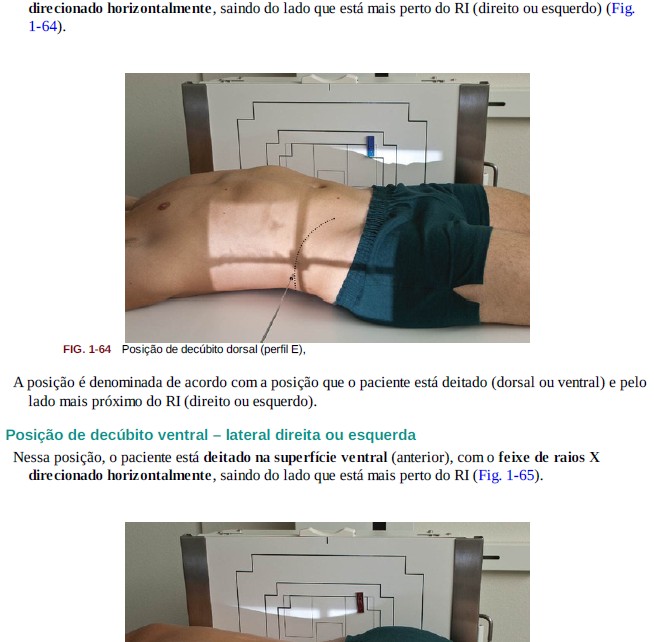 direcionado horizontalmente, saindo do lado que está mais perto do RI (direito ou esquerdo) (Fig.
1-64).
FIG. 1-64 Posição de decúbito dorsal (perfil E),
A posição é denominada de acordo com a posição que o paciente está deitado (dorsal ou ventral) e pelo
lado mais próximo do RI (direito ou esquerdo).
Posição de decúbito ventral – lateral direita ou esquerda
Nessa posição, o paciente está deitado na superfície ventral (anterior), com o feixe de raios X
direcionado horizontalmente, saindo do lado que está mais perto do RI (Fig. 1-65).